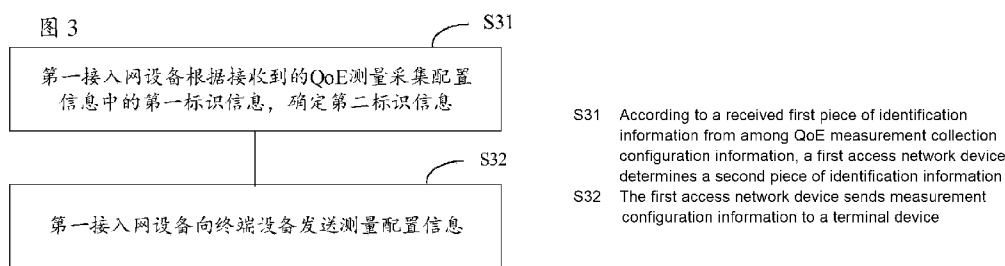 图 3
S31
第一接入网设备根据接收到的QoE测量采集配置
信息中的第一标识信息，确定第二标识信息
S32
第一接入网设备向终端设备发送测量配置信息
S31 According to a received first piece of identification
information from among QoE measurement collection
configuration information, a first access network device
determines a second piece of identification information
S32 The first access network device sends measurement
configuration information to a terminal device